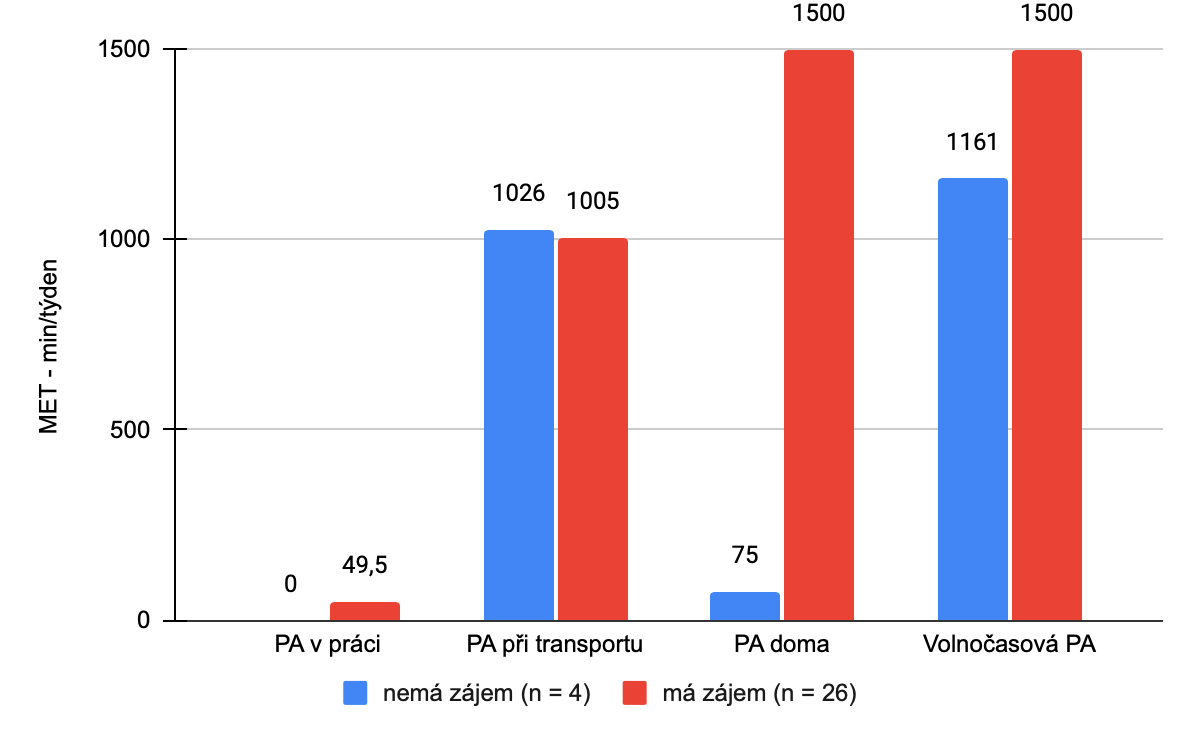 1500
1500
1500
1161
1026
1005
1000
MET - min/týden
500
75
49,5
0
0
PA v práci
PA při transportu
PA doma
Volnočasová PA
nemá zájem (n = 4)
má zájem (n = 26)